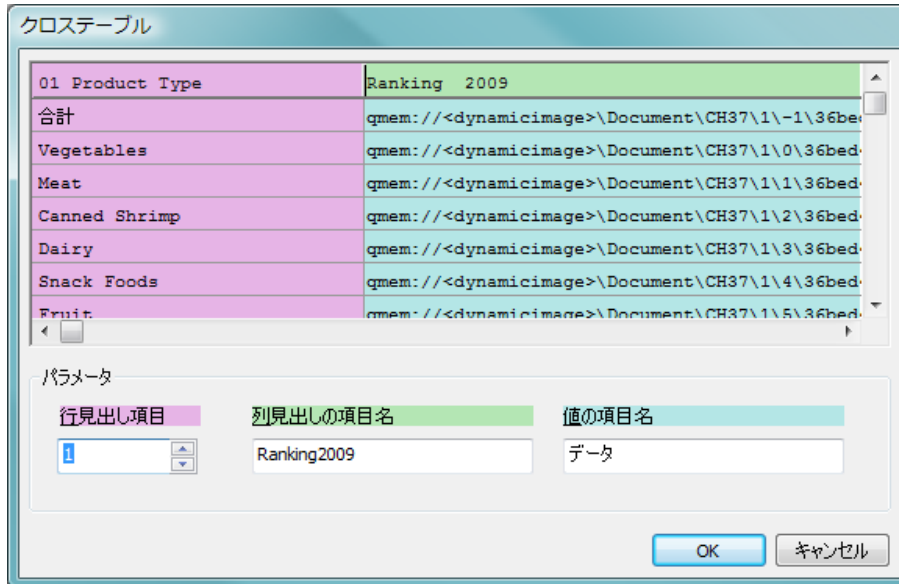 クロステーブル
01 Product Type Ranking 2009
合計 qmem://<dynamicimage>\Document\CH37\1\-1\36bed
Vegetables qmem://<dynamicimage>\Document\CH37\1\0\36bed
Meat qmem://<dynamicimage>\Document\CH37\1\1\36bed
Canned Shrimp qmem://<dynamicimage>\Document\CH37\1\2\36bed
Dairy qmem://<dynamicimage>\Document\CH37\1\3\36bed
Snack Foods qmem://<dynamicimage>\Document\CH37\1\4\36bed
Fruit qmem://<dynamicimage>\Document\CH37\1\5\36bed
パラメータ
行見出し項目 列見出しの項目名 値の項目名
1 Ranking2009 データ
OK キャンセル